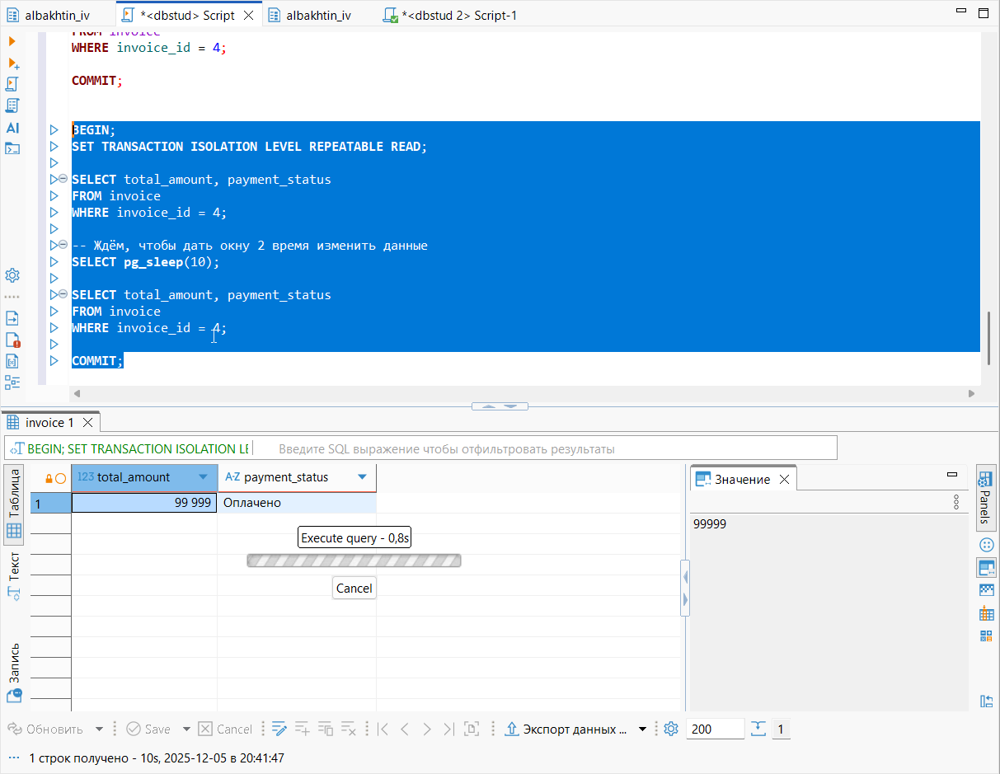 albakhtin_iv
*<dbstud> Script
albakhtin_iv
*<dbstud 2> Script-1
FROM invoice
WHERE invoice_id = 4;
COMMIT;
BEGIN;
SET TRANSACTION ISOLATION LEVEL REPEATABLE READ;
SELECT total_amount, payment_status
FROM invoice
WHERE invoice_id = 4;
-- Ждём, чтобы дать окну 2 время изменить данные
SELECT pg_sleep(10);
SELECT total_amount, payment_status
FROM invoice
WHERE invoice_id = 4;
COMMIT;
AI
invoice 1
BEGIN; SET TRANSACTION ISOLATION LE
Введите SQL выражение чтобы отфильтровать результаты
Таблица
Текст
Запись
123 total_amount
A-Z payment_status
1
99 999
Оплачено
Execute query - 0,8s
Cancel
Значение
99999
Panels
Обновить
Save
Cancel
Экспорт данных ...
200
1
1 строк получено - 10s, 2025-12-05 в 20:41:47